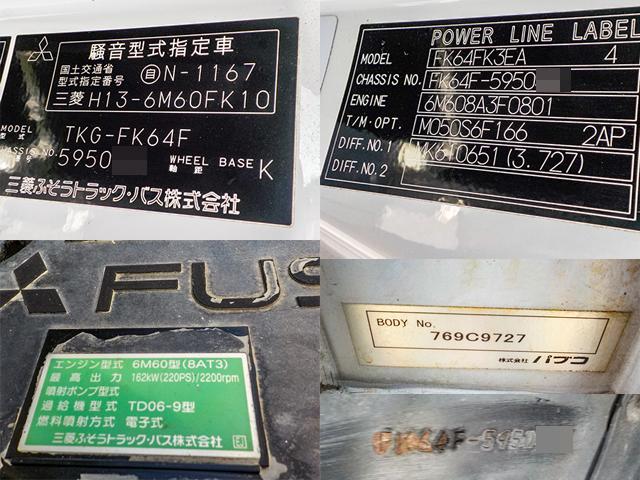 騒音型式指定車
国土交通省
型式指定番号 自N-1167
三菱 H13-6M60FK10
MODEL
型式 TKG-FK64F
5950
WHEEL BASE
軸距 K
三菱ふそうトラック・バス株式会社
POWER LINE LABEL
MODEL FK64FK3EA 4
CHASSIS NO. FK64F-5950
ENGINE 6M608A3F0801
T/M・OPT. M050S6F166 2AP
DIFF.NO.1 MK610651(3.727)
DIFF.NO.2
FUS
エンジン型式 6M60型(8AT3)
最高出力 162kW(220PS)/2200rpm
噴射ポンプ型式
過給機型式 TD06-9型
燃料噴射方式 電子式
三菱ふそうトラック・バス株式会社
BODY No.
769C9727
株式会社 パブコ
FK64F-5950